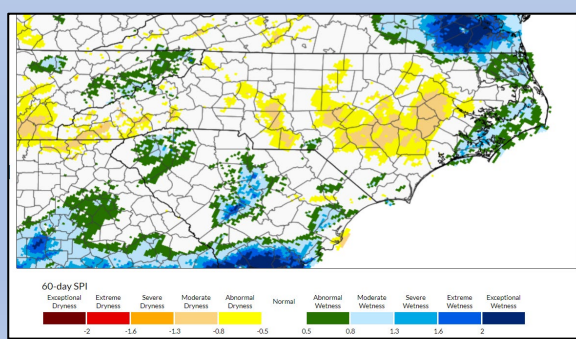 60-day SPI
Exceptional Extreme Severe Moderate Abnormal Normal Abnormal Moderate Severe Extreme Exceptional
Dryness Dryness Dryness Dryness Dryness Wetness Wetness Wetness Wetness Wetness
-2 -1.6 -1.3 -0.8 -0.5 0.5 0.8 1.3 1.6 2